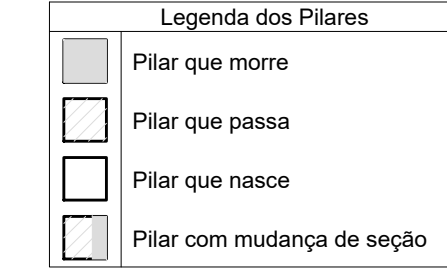 Legenda dos Pilares
Pilar que morre
Pilar que passa
Pilar que nasce
Pilar com mudança de seção